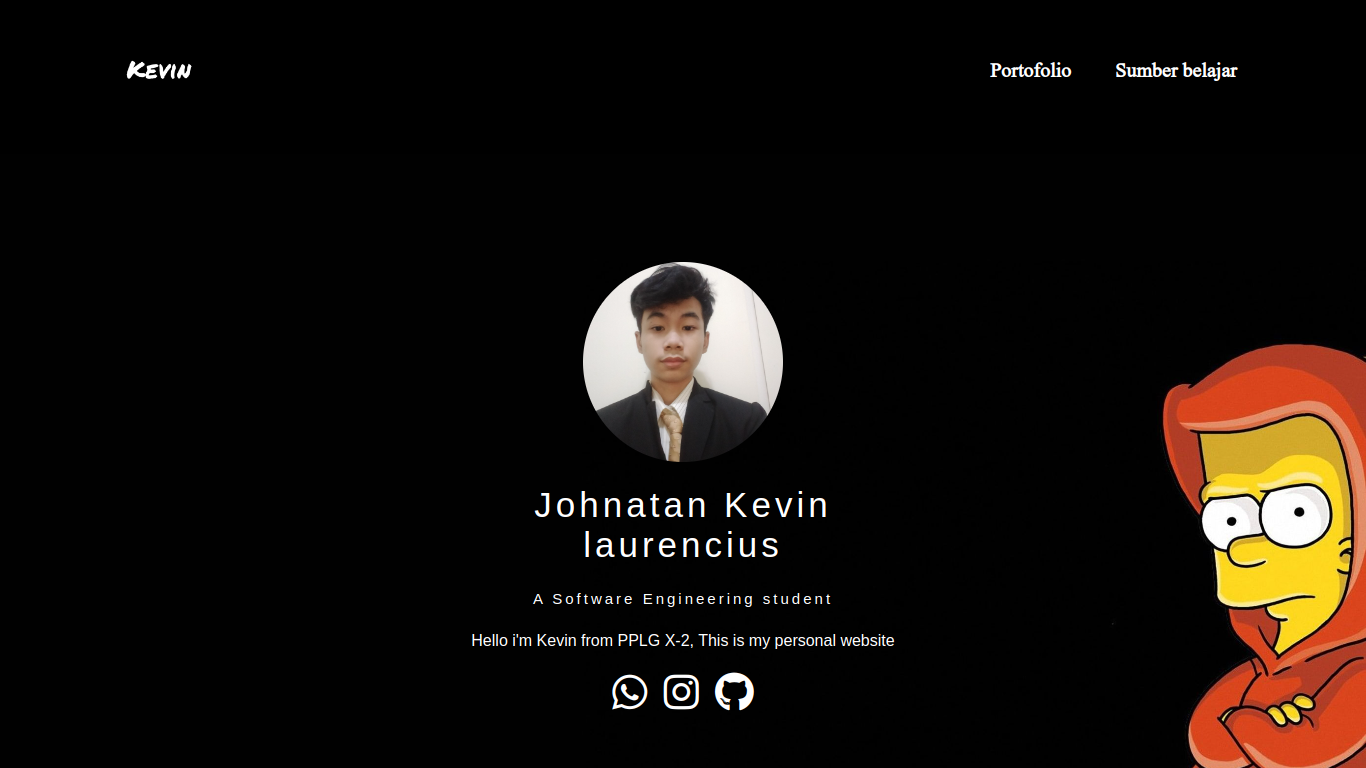 Kevin
Portofolio
Sumber belajar
Johnatan Kevin
laurencius
A Software Engineering student
Hello i'm Kevin from PPLG X-2, This is my personal website